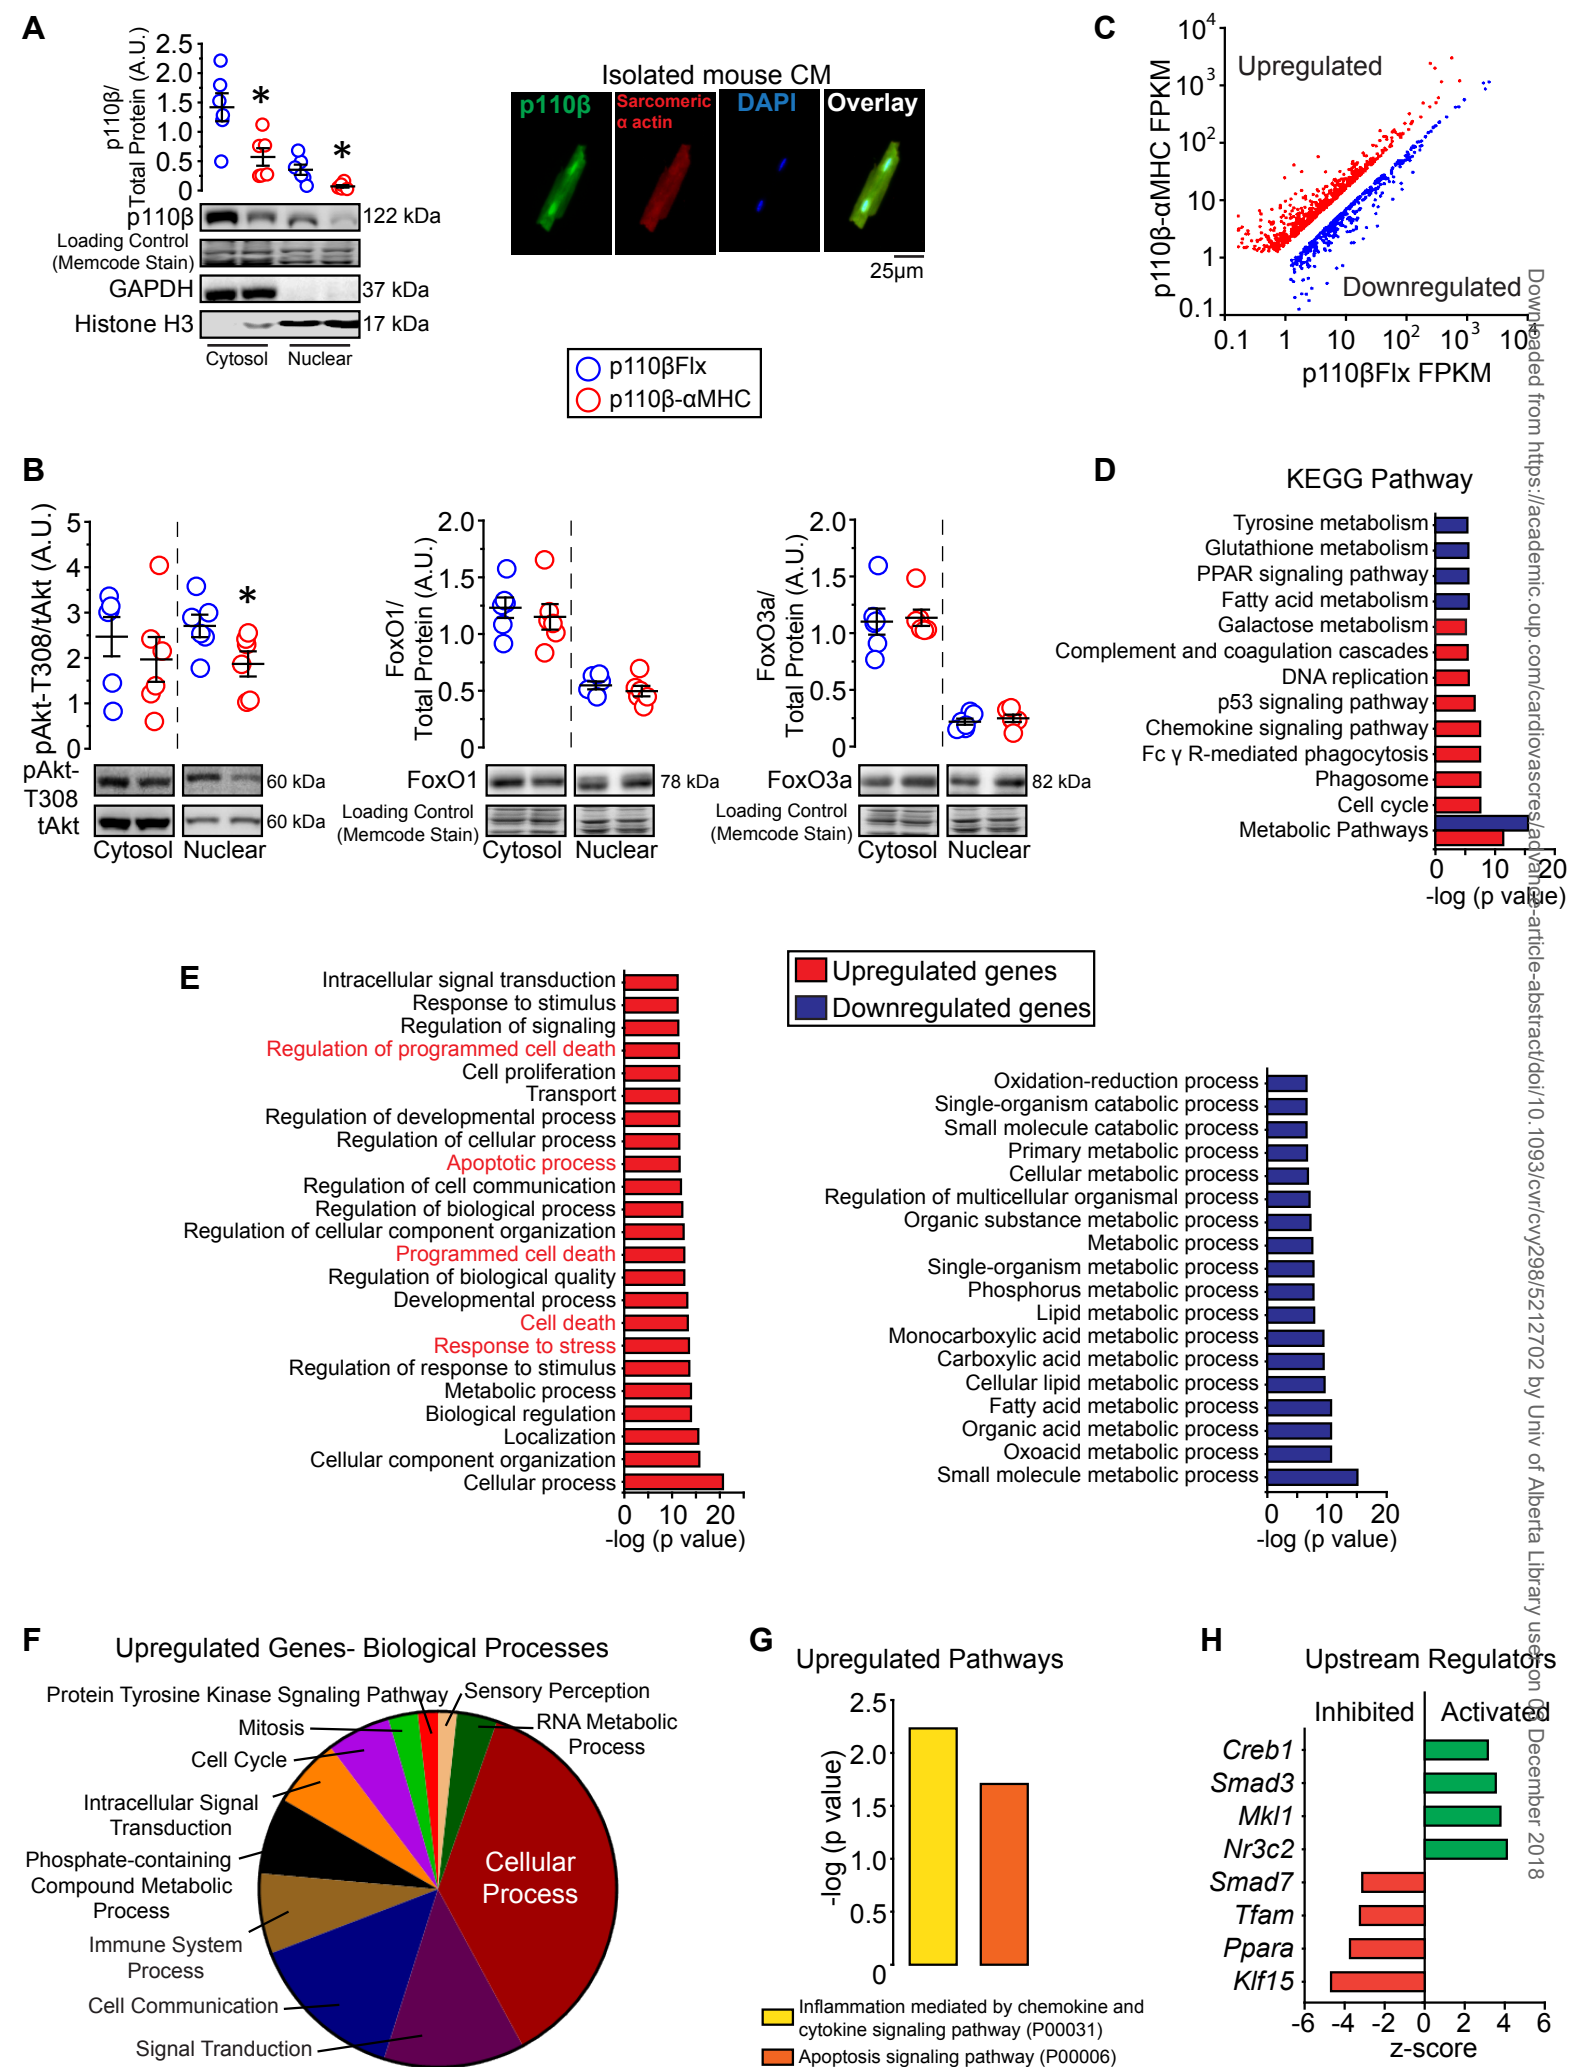 A
p110β/
Total Protein (A.U.)
2.5
2.0
1.5
1.0
0.5
0
*
*
p110β
122 kDa
Loading Control
(Memcode Stain)
GAPDH
37 kDa
Histone H3
17 kDa
Cytosol
Nuclear
Isolated mouse CM
p110β
Sarcomeric
α actin
DAPI
Overlay
25µm
p110βFlx
p110β-αMHC
C
p110β-αMHC FPKM
10^4
10^3
10^2
10
1
0.1
Upregulated
Downregulated
0.1 1 10 10^2 10^3 10
p110βFlx FPKM
B
pAkt-T308/tAkt (A.U.)
5
4
3
2
1
0
*
pAkt-
T308
60 kDa
tAkt
60 kDa
Cytosol Nuclear
FoxO1/
Total Protein (A.U.)
2.0
1.5
1.0
0.5
0
FoxO1
78 kDa
Loading Control
(Memcode Stain)
Cytosol Nuclear
FoxO3a/
Total Protein (A.U.)
2.0
1.5
1.0
0.5
0
FoxO3a
82 kDa
Loading Control
(Memcode Stain)
Cytosol Nuclear
D
KEGG Pathway
Tyrosine metabolism
Glutathione metabolism
PPAR signaling pathway
Fatty acid metabolism
Galactose metabolism
Complement and coagulation cascades
DNA replication
p53 signaling pathway
Chemokine signaling pathway
Fc γ R-mediated phagocytosis
Phagosome
Cell cycle
Metabolic Pathways
0 10 20
-log (p value)
E
Intracellular signal transduction
Response to stimulus
Regulation of signaling
Regulation of programmed cell death
Cell proliferation
Transport
Regulation of developmental process
Regulation of cellular process
Apoptotic process
Regulation of cell communication
Regulation of biological process
Regulation of cellular component organization
Programmed cell death
Regulation of biological quality
Developmental process
Cell death
Response to stress
Regulation of response to stimulus
Metabolic process
Biological regulation
Localization
Cellular component organization
Cellular process
0 10 20
-log (p value)
Upregulated genes
Downregulated genes
Oxidation-reduction process
Single-organism catabolic process
Small molecule catabolic process
Primary metabolic process
Cellular metabolic process
Regulation of multicellular organismal process
Organic substance metabolic process
Metabolic process
Single-organism metabolic process
Phosphorus metabolic process
Lipid metabolic process
Monocarboxylic acid metabolic process
Carboxylic acid metabolic process
Cellular lipid metabolic process
Fatty acid metabolic process
Organic acid metabolic process
Oxoacid metabolic process
Small molecule metabolic process
0 10 20
-log (p value)
F
Upregulated Genes- Biological Processes
Protein Tyrosine Kinase Sgnaling Pathway
Sensory Perception
Mitosis
RNA Metabolic
Process
Cell Cycle
Intracellular Signal
Transduction
Phosphate-containing
Compound Metabolic
Process
Cellular
Process
Immune System
Process
Cell Communication
Signal Tranduction
G
Upregulated Pathways
-log (p value)
2.5
2.0
1.5
1.0
0.5
0
Inflammation mediated by chemokine and
cytokine signaling pathway (P00031)
Apoptosis signaling pathway (P00006)
H
Upstream Regulators
Inhibited
Activated
Creb1
Smad3
Mkl1
Nr3c2
Smad7
Tfam
Ppara
Klf15
-6 -4 -2 0 2 4 6
z-score
Downloaded from https://academic.oup.com/cardiovascres/advance-article-abstract/doi/10.1093/cvr/cvy298/5212702 by Univ of Alberta Library user on 03 December 2018